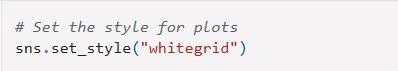 # Set the style for plots
sns.set_style("whitegrid")